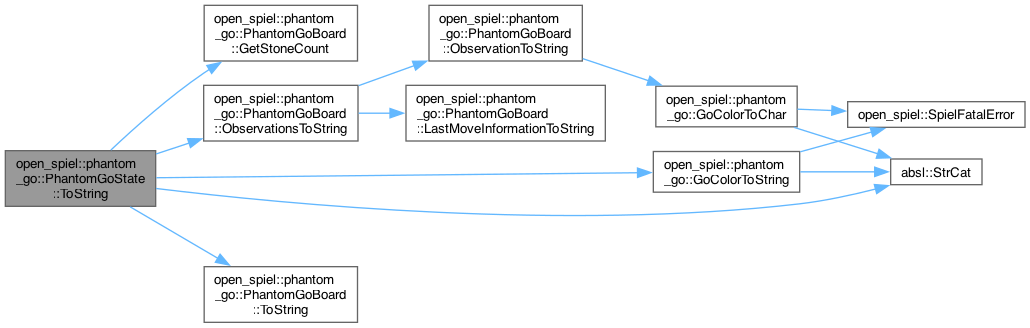 open_spiel::phantom
_go::PhantomGoState
::ToString
open_spiel::phantom
_go::PhantomGoBoard
::GetStoneCount
open_spiel::phantom
_go::PhantomGoBoard
::ObservationsToString
open_spiel::phantom
_go::PhantomGoBoard
::ObservationToString
open_spiel::phantom
_go::PhantomGoBoard
::LastMoveInformationToString
open_spiel::phantom
_go::GoColorToChar
open_spiel::phantom
_go::GoColorToString
open_spiel::SpielFatalError
absl::StrCat
open_spiel::phantom
_go::PhantomGoBoard
::ToString